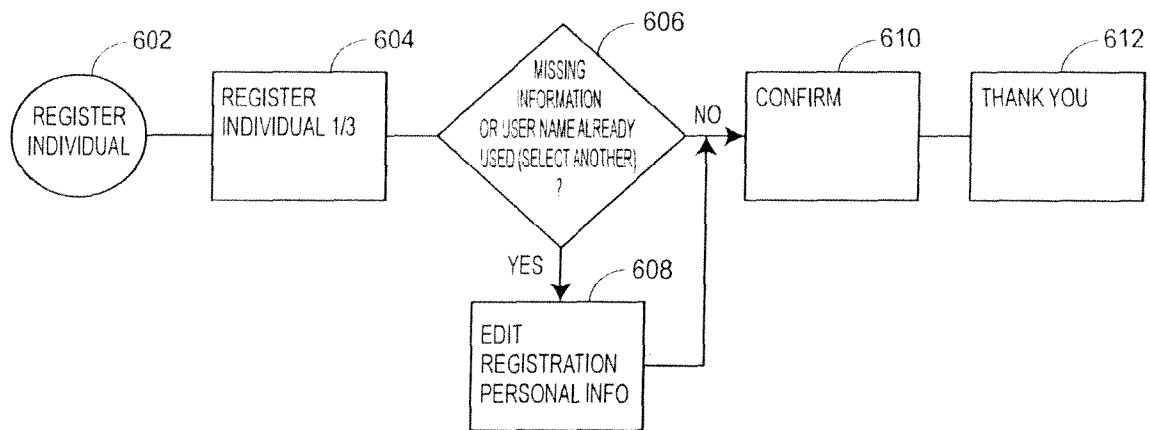 602
REGISTER
INDIVIDUAL
604
REGISTER
INDIVIDUAL 1/3
606
MISSING
INFORMATION
OR USER NAME ALREADY
USED (SELECT ANOTHER)
?
NO
YES
608
EDIT
REGISTRATION
PERSONAL INFO
610
CONFIRM
612
THANK YOU